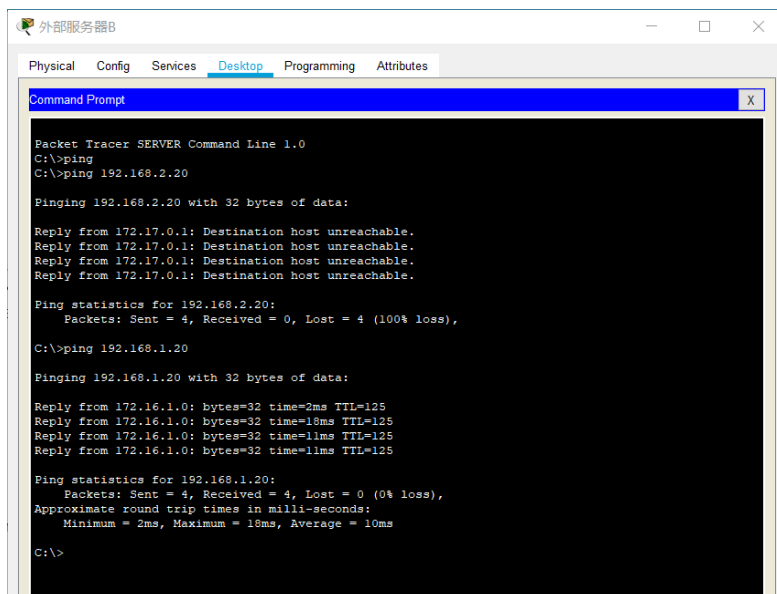 外部服务器B
Physical Config Services Desktop Programming Attributes
Command Prompt
X
Packet Tracer SERVER Command Line 1.0
C:\>ping
C:\>ping 192.168.2.20
Pinging 192.168.2.20 with 32 bytes of data:
Reply from 172.17.0.1: Destination host unreachable.
Reply from 172.17.0.1: Destination host unreachable.
Reply from 172.17.0.1: Destination host unreachable.
Reply from 172.17.0.1: Destination host unreachable.
Ping statistics for 192.168.2.20:
Packets: Sent = 4, Received = 0, Lost = 4 (100% loss),
C:\>ping 192.168.1.20
Pinging 192.168.1.20 with 32 bytes of data:
Reply from 172.16.1.0: bytes=32 time=2ms TTL=125
Reply from 172.16.1.0: bytes=32 time=18ms TTL=125
Reply from 172.16.1.0: bytes=32 time=11ms TTL=125
Reply from 172.16.1.0: bytes=32 time=11ms TTL=125
Ping statistics for 192.168.1.20:
Packets: Sent = 4, Received = 4, Lost = 0 (0% loss),
Approximate round trip times in milli-seconds:
Minimum = 2ms, Maximum = 18ms, Average = 10ms
C:\>